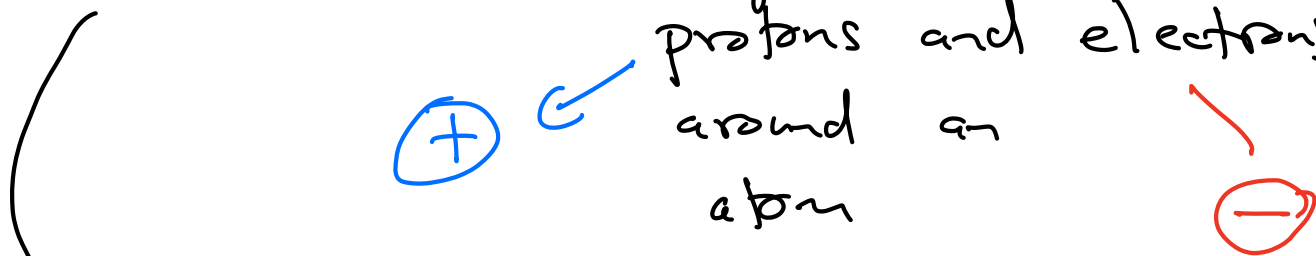 protons and electrons
around an
atom
+
−